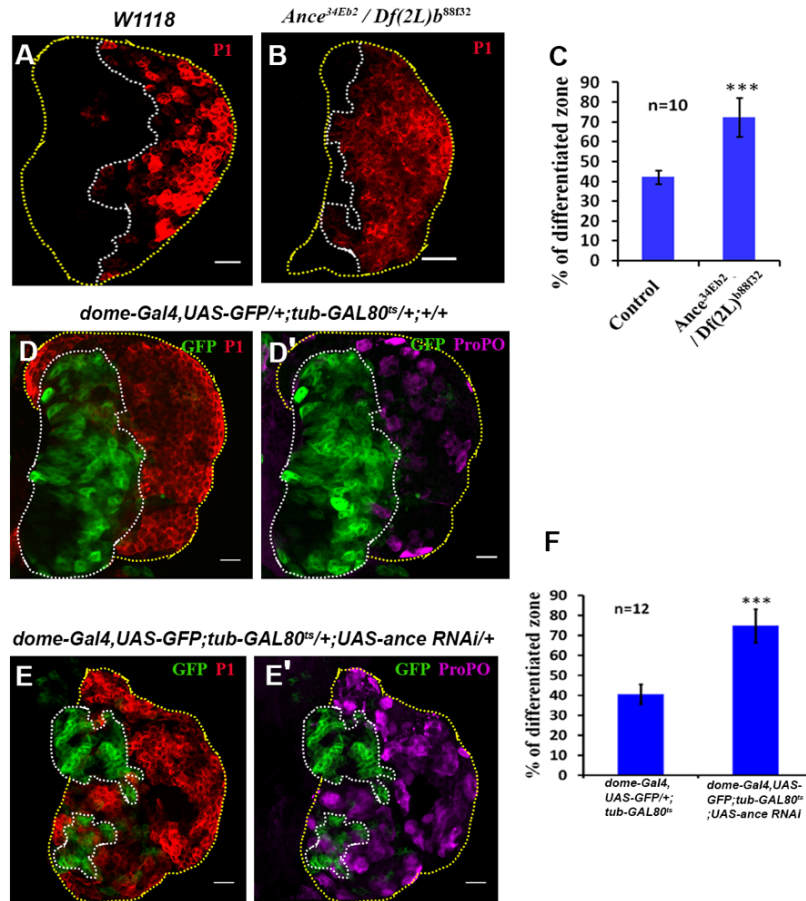 W1118
Ance³⁴ᴱᵇ² / Df(2L)b⁸⁸ᶠ³²
A
P1
B
P1
C
% of differentiated zone
90
80
70
60
50
40
30
20
10
0
n=10
***
Control
Ance³⁴ᴱᵇ²
/ Df(2L)ᵇ⁸⁸ᶠ³²
dome-Gal4,UAS-GFP/+;tub-GAL80ᵗˢ/+;+/+
D
GFP P1
D'
GFP ProPO
dome-Gal4,UAS-GFP;tub-GAL80ᵗˢ/+;UAS-ance RNAi/+
E
GFP P1
E'
GFP ProPO
F
% of differentiated zone
90
80
70
60
50
40
30
20
10
0
n=12
***
dome-Gal4,
UAS-GFP/+;
tub-GAL80ᵗˢ
dome-Gal4,UAS-
GFP;tub-GAL80ᵗˢ
;UAS-ance RNAi